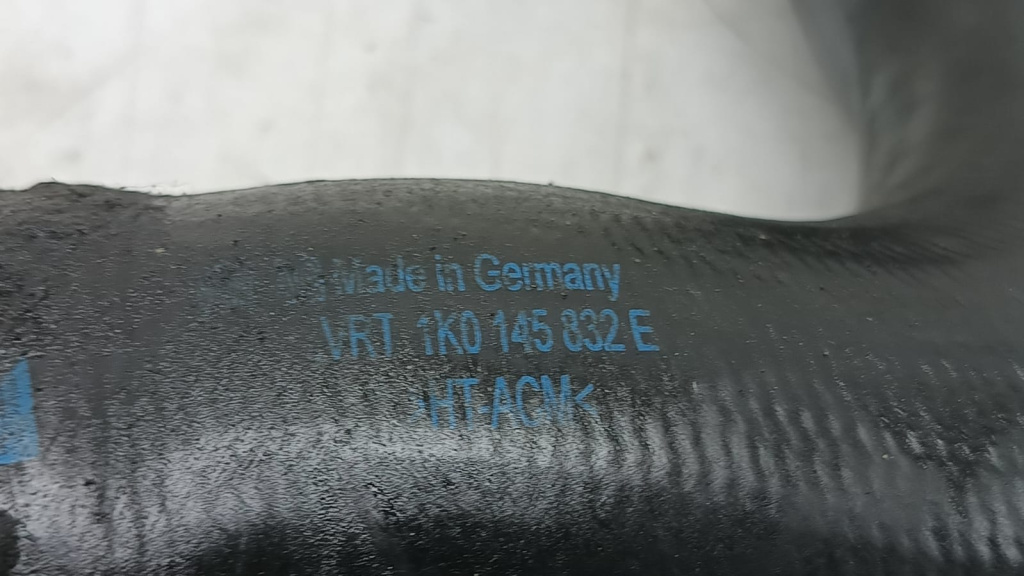 Made in Germany
VRT 1K0 145 832 E
>HT-ACM<